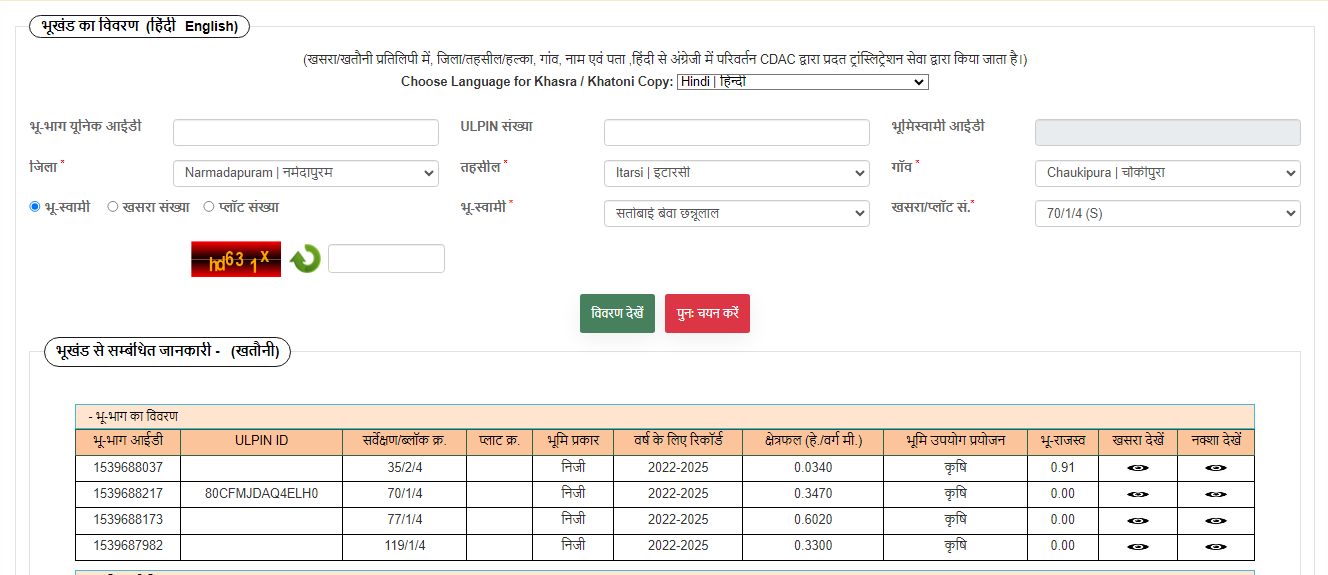 भूखंड का विवरण (हिंदी English)
(खसरा/खतौनी प्रतिलिपी में, जिला/तहसील/हल्का, गांव, नाम एवं पता ,हिंदी से अंग्रेजी में परिवर्तन CDAC द्वारा प्रदत ट्रांस्लिट्रेशन सेवा द्वारा किया जाता है।)
Choose Language for Khasra / Khatoni Copy: Hindi | हिन्दी
भू-भाग यूनिक आईडी ULPIN संख्या भूमिस्वामी आईडी
जिला * Narmadapuram | नर्मदापुरम तहसील * Itarsi | इटारसी गाँव * Chaukipura | चौकीपुरा
भू-स्वामी खसरा संख्या प्लॉट संख्या भू-स्वामी * सतोबाई बेवा छन्नूलाल खसरा/प्लॉट सं.* 70/1/4 (S)
hd631x
विवरण देखें पुनः चयन करें
भूखंड से सम्बंधित जानकारी - (खतौनी)
- भू-भाग का विवरण
भू-भाग आईडी ULPIN ID सर्वेक्षण/ब्लॉक क्र. प्लाट क्र. भूमि प्रकार वर्ष के लिए रिकॉर्ड क्षेत्रफल (हे./वर्ग मी.) भूमि उपयोग प्रयोजन भू-राजस्व खसरा देखें नक्शा देखें
1539688037 35/2/4 निजी 2022-2025 0.0340 कृषि 0.91
1539688217 80CFMJDAQ4ELH0 70/1/4 निजी 2022-2025 0.3470 कृषि 0.00
1539688173 77/1/4 निजी 2022-2025 0.6020 कृषि 0.00
1539687982 119/1/4 निजी 2022-2025 0.3300 कृषि 0.00